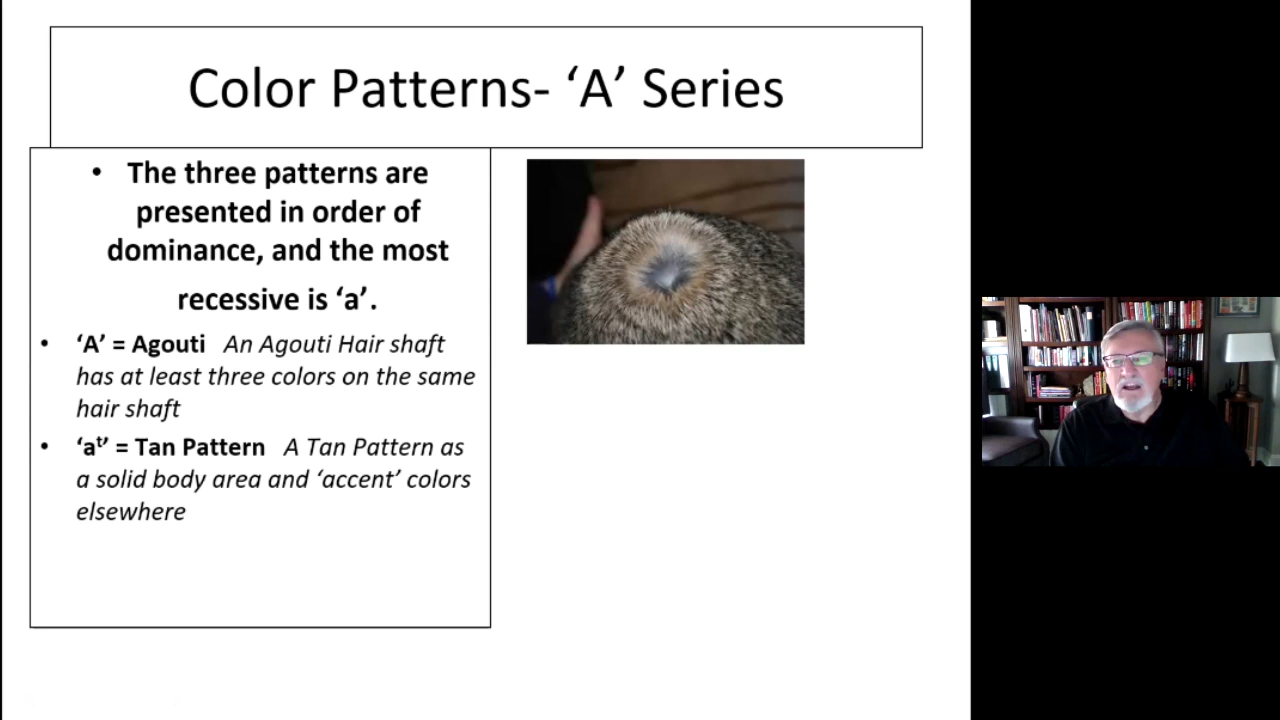 Color Patterns- ‘A’ Series
• The three patterns are
presented in order of
dominance, and the most
recessive is ‘a’.
• ‘A’ = Agouti An Agouti Hair shaft
has at least three colors on the same
hair shaft
• ‘aᵗ’ = Tan Pattern A Tan Pattern as
a solid body area and ‘accent’ colors
elsewhere